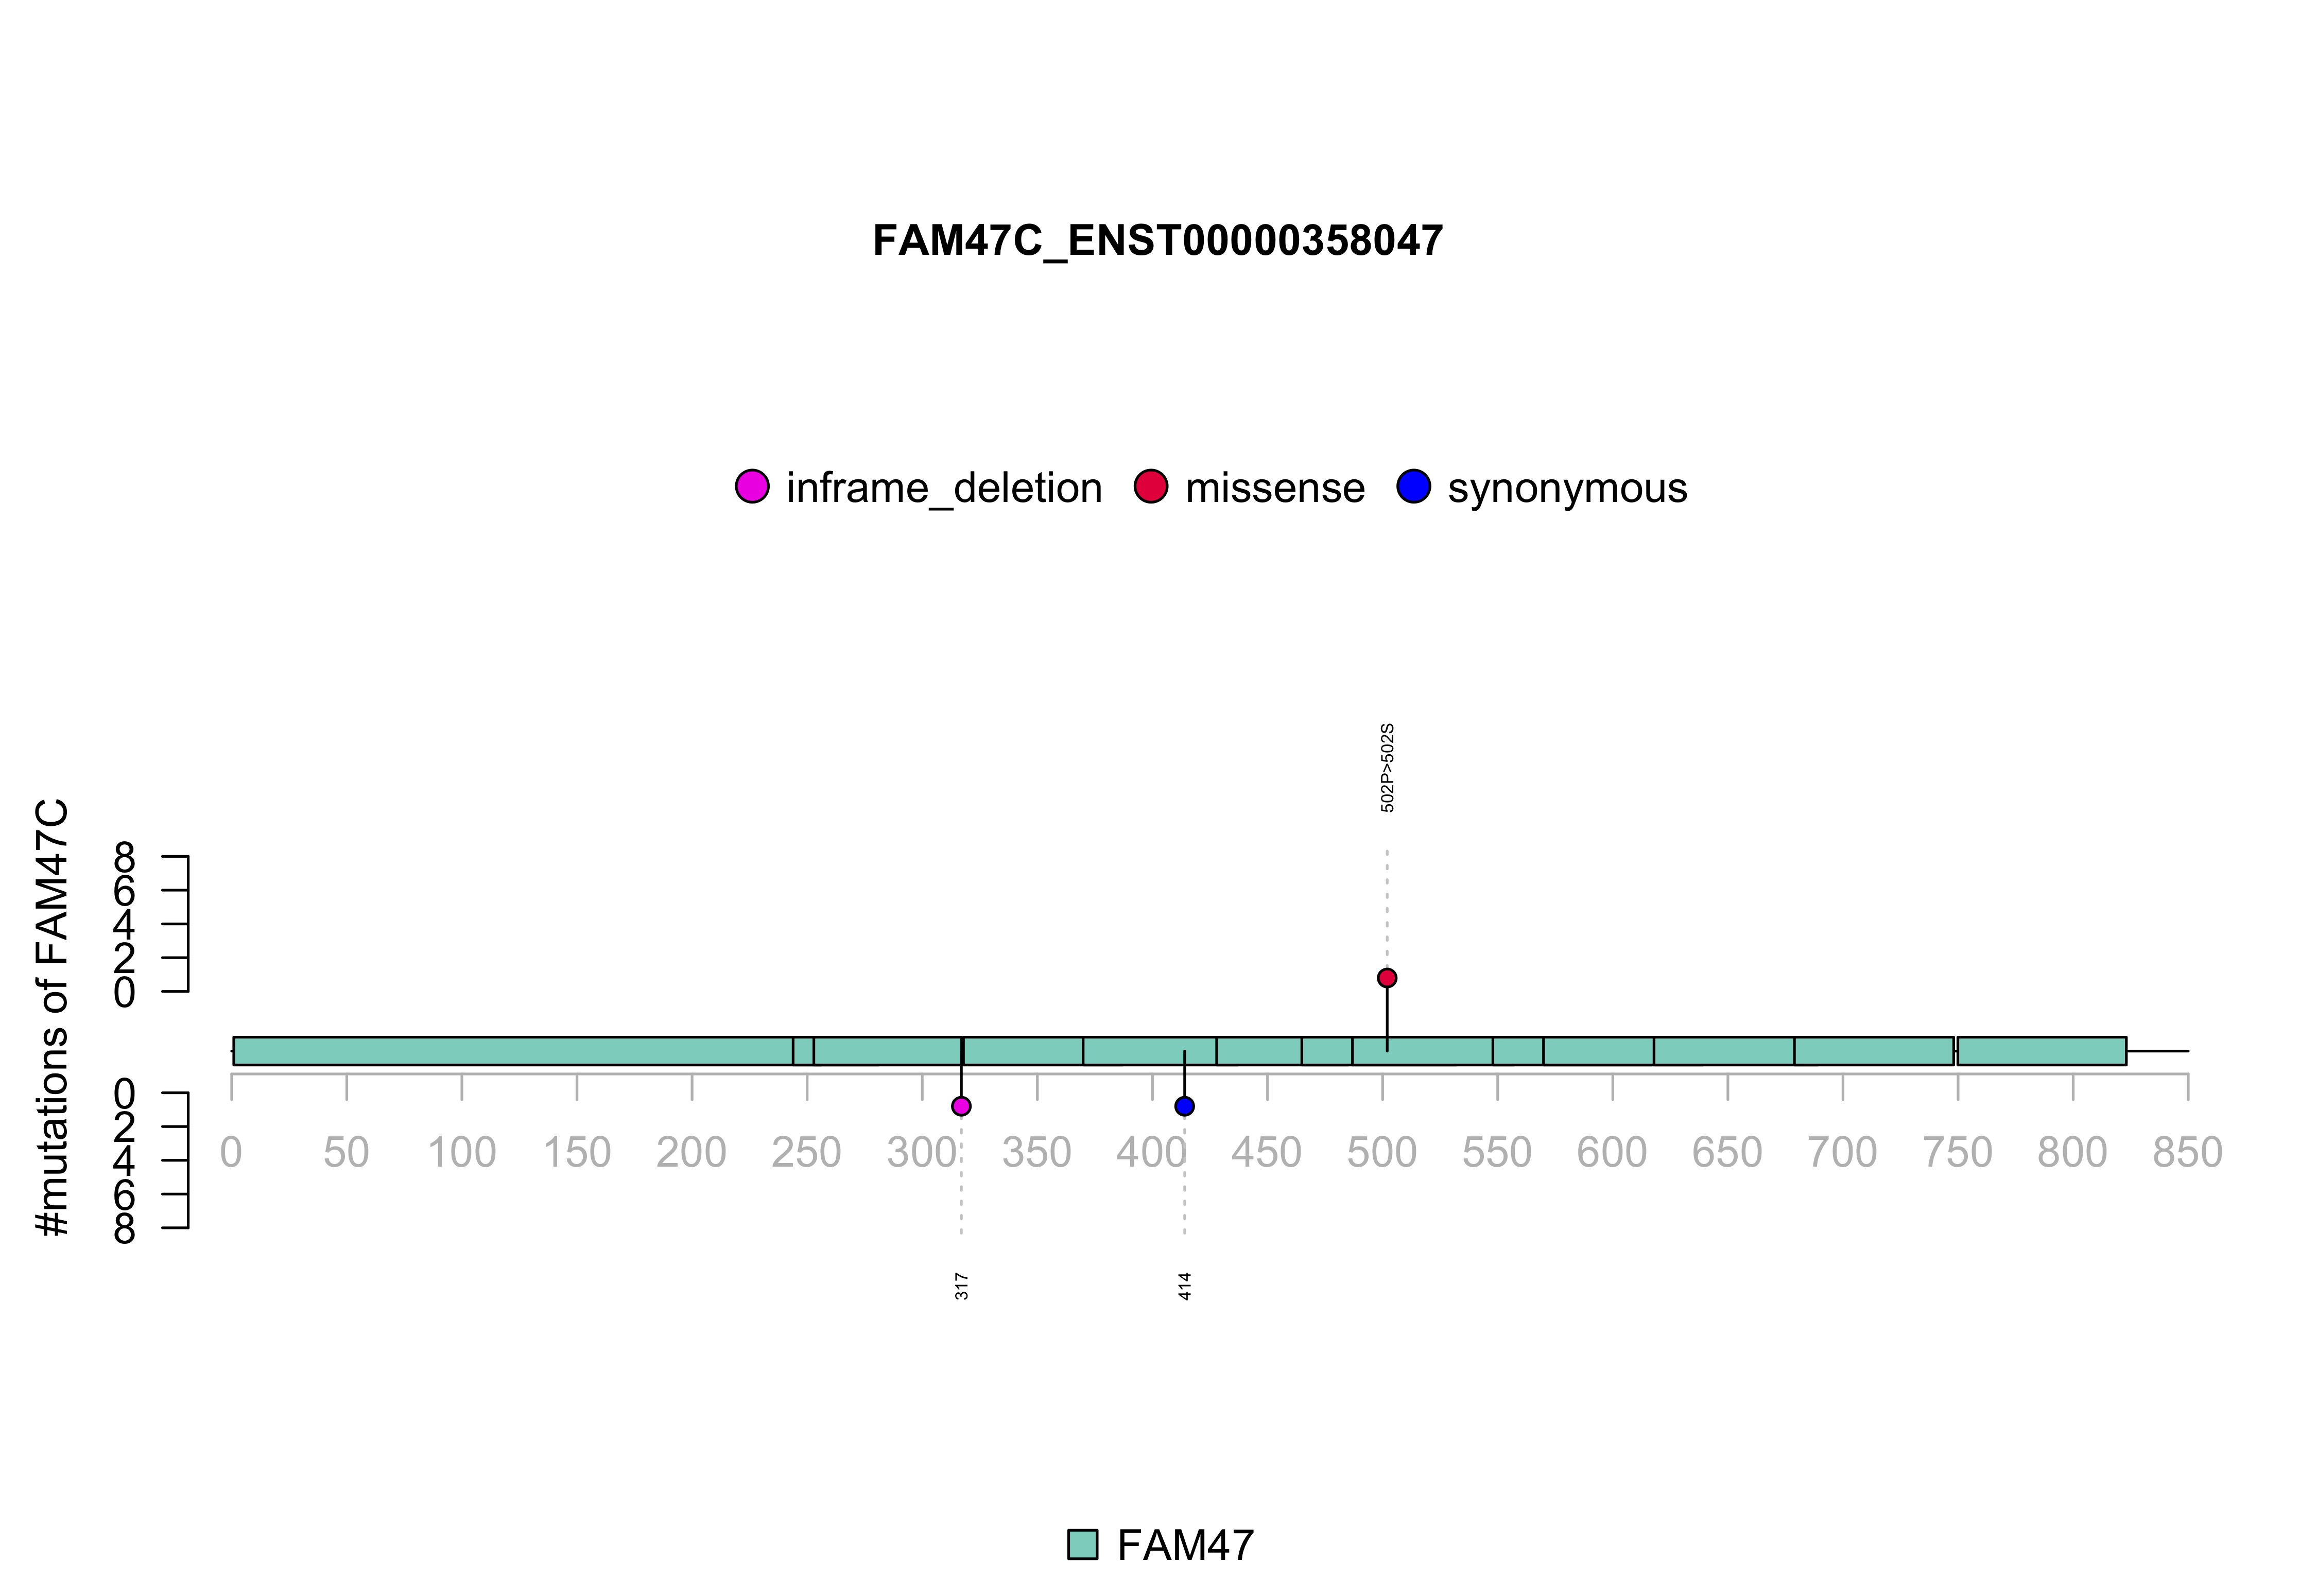 FAM47C_ENST00000358047
inframe_deletion missense synonymous
502P>502S
#mutations of FAM47C
8
6
4
2
0
0
2
4
6
8
0 50 100 150 200 250 300 350 400 450 500 550 600 650 700 750 800 850
317 414
FAM47